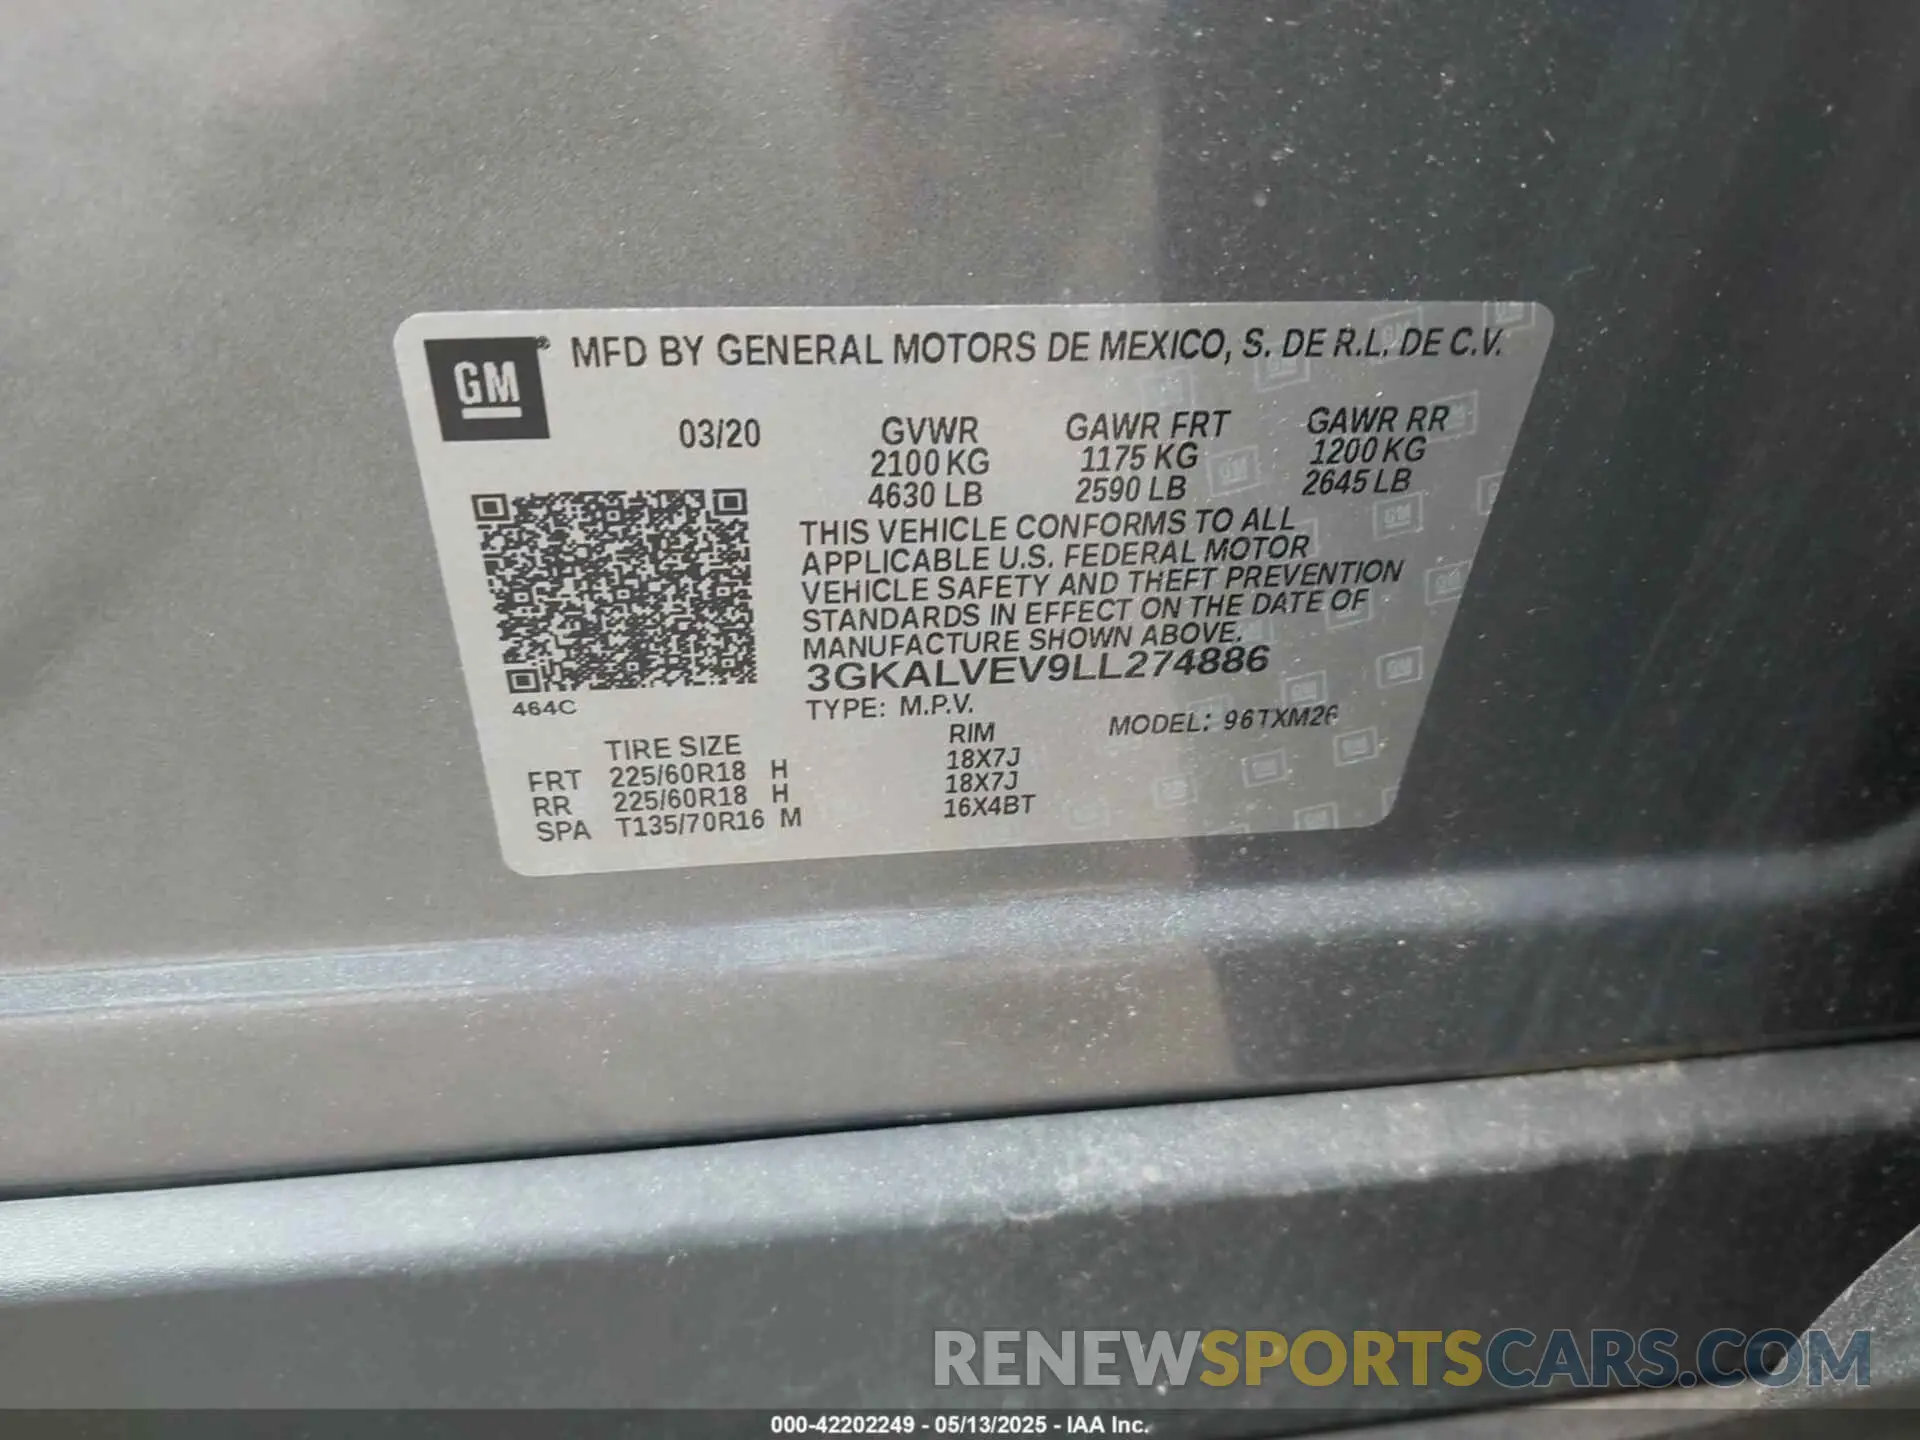 GM® MFD BY GENERAL MOTORS DE MEXICO, S. DE R.L. DE C.V.
03/20 GVWR GAWR FRT GAWR RR
2100 KG 1175 KG 1200 KG
4630 LB 2590 LB 2645 LB
THIS VEHICLE CONFORMS TO ALL
APPLICABLE U.S. FEDERAL MOTOR
VEHICLE SAFETY AND THEFT PREVENTION
STANDARDS IN EFFECT ON THE DATE OF
MANUFACTURE SHOWN ABOVE.
3GKALVEV9LL274886
464C
TYPE: M.P.V. MODEL: 96TXM26
TIRE SIZE RIM
FRT 225/60R18 H 18X7J
RR 225/60R18 H 18X7J
SPA T135/70R16 M 16X4BT
RENEWSPORTSCARS.COM
000-42202249 - 05/13/2025 - IAA Inc.